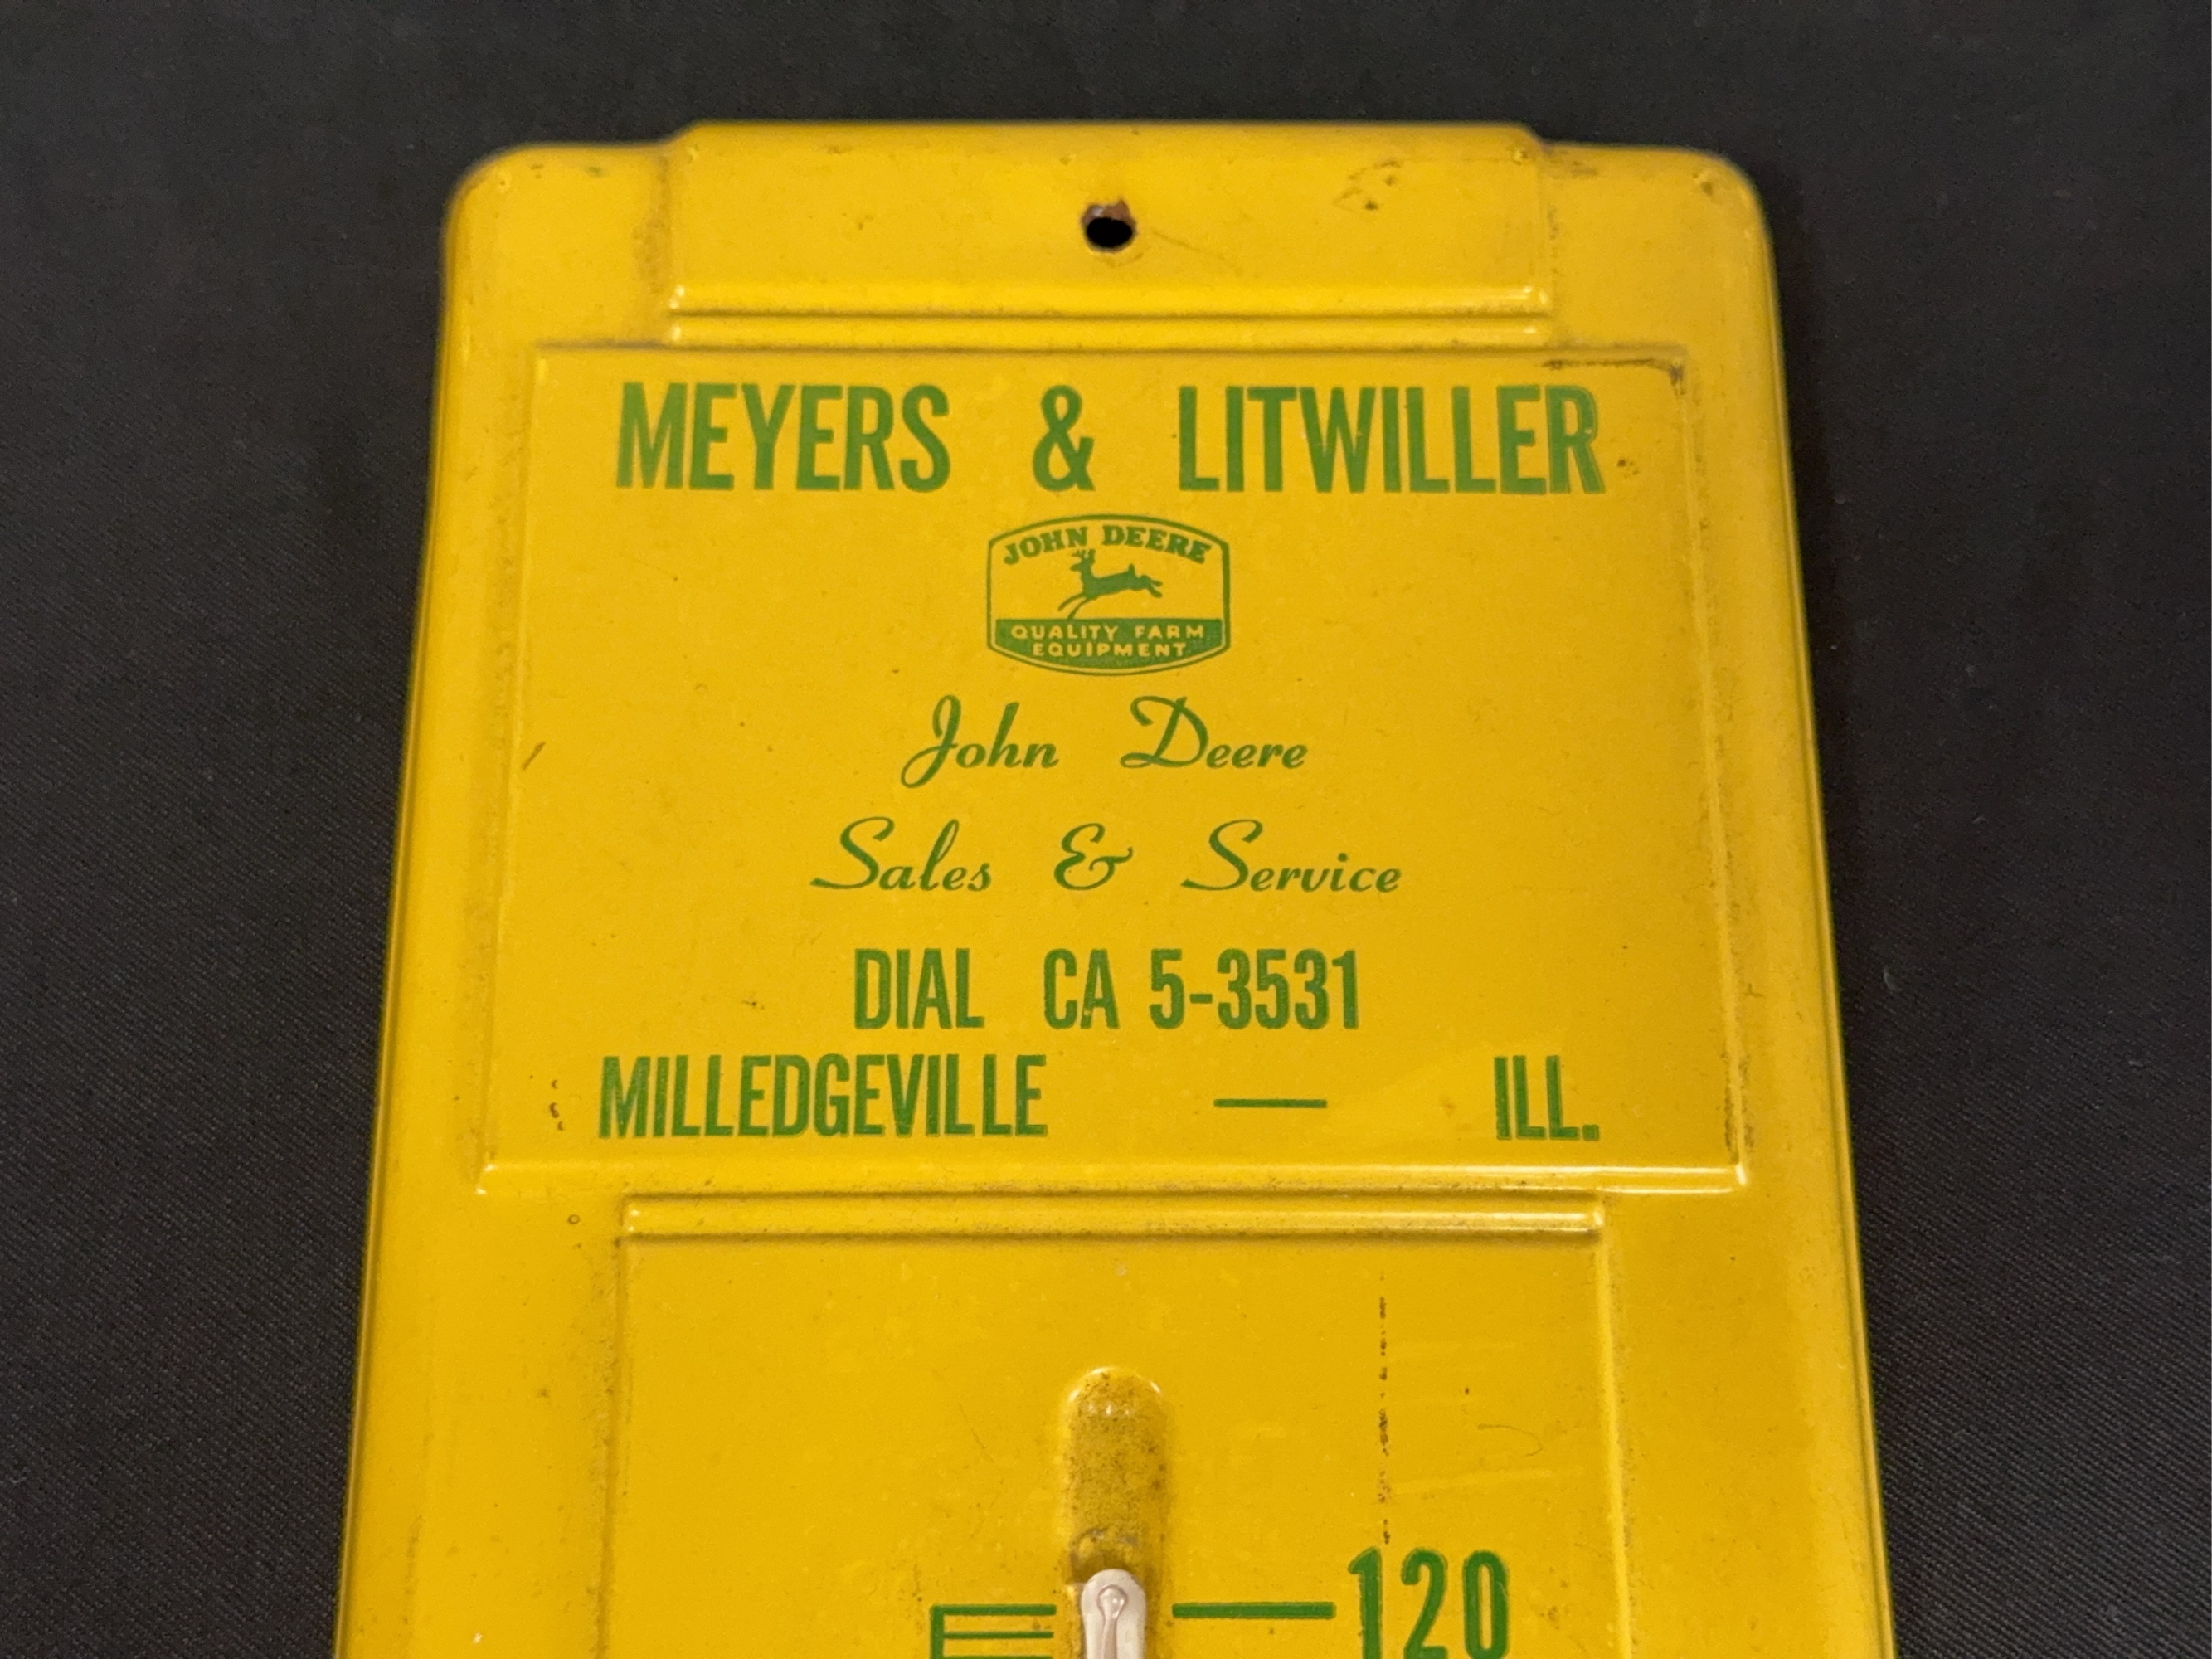 MEYERS & LITWILLER
JOHN DEERE
QUALITY FARM
EQUIPMENT
John Deere
Sales & Service
DIAL CA 5-3531
MILLEDGEVILLE — ILL.
120